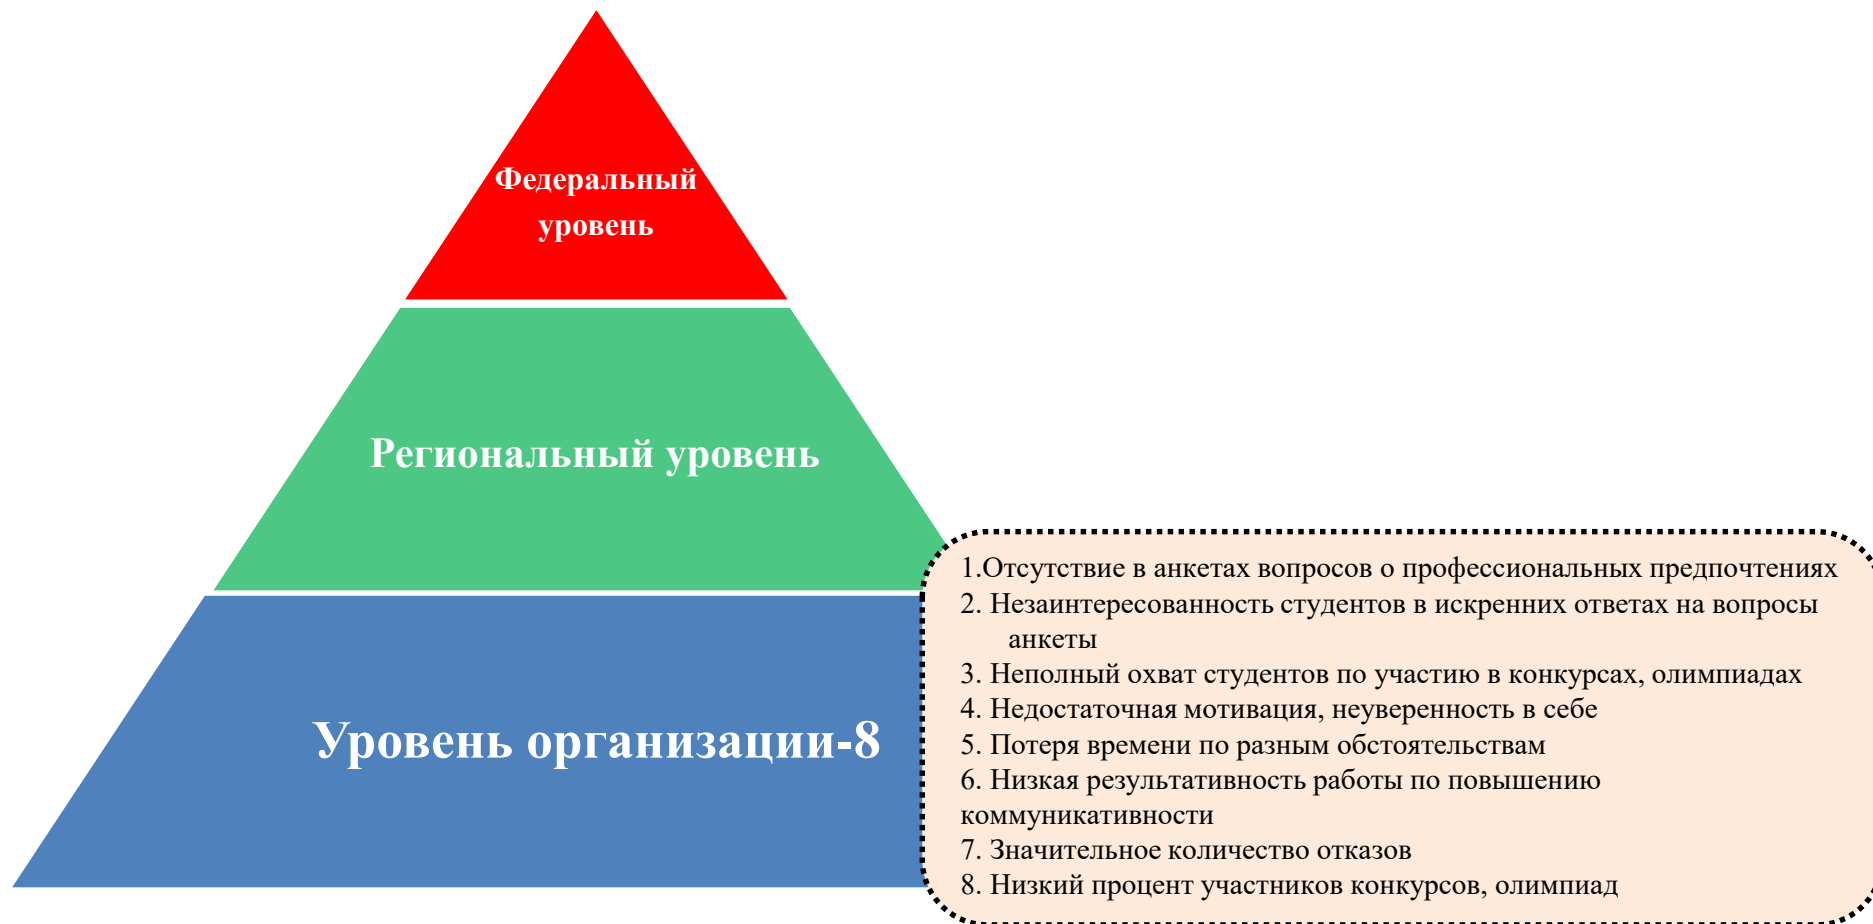 Федеральный
уровень
Региональный уровень
Уровень организации-8
1.Отсутствие в анкетах вопросов о профессиональных предпочтениях
2. Незаинтересованность студентов в искренних ответах на вопросы
анкеты
3. Неполный охват студентов по участию в конкурсах, олимпиадах
4. Недостаточная мотивация, неуверенность в себе
5. Потеря времени по разным обстоятельствам
6. Низкая результативность работы по повышению
коммуникативности
7. Значительное количество отказов
8. Низкий процент участников конкурсов, олимпиад